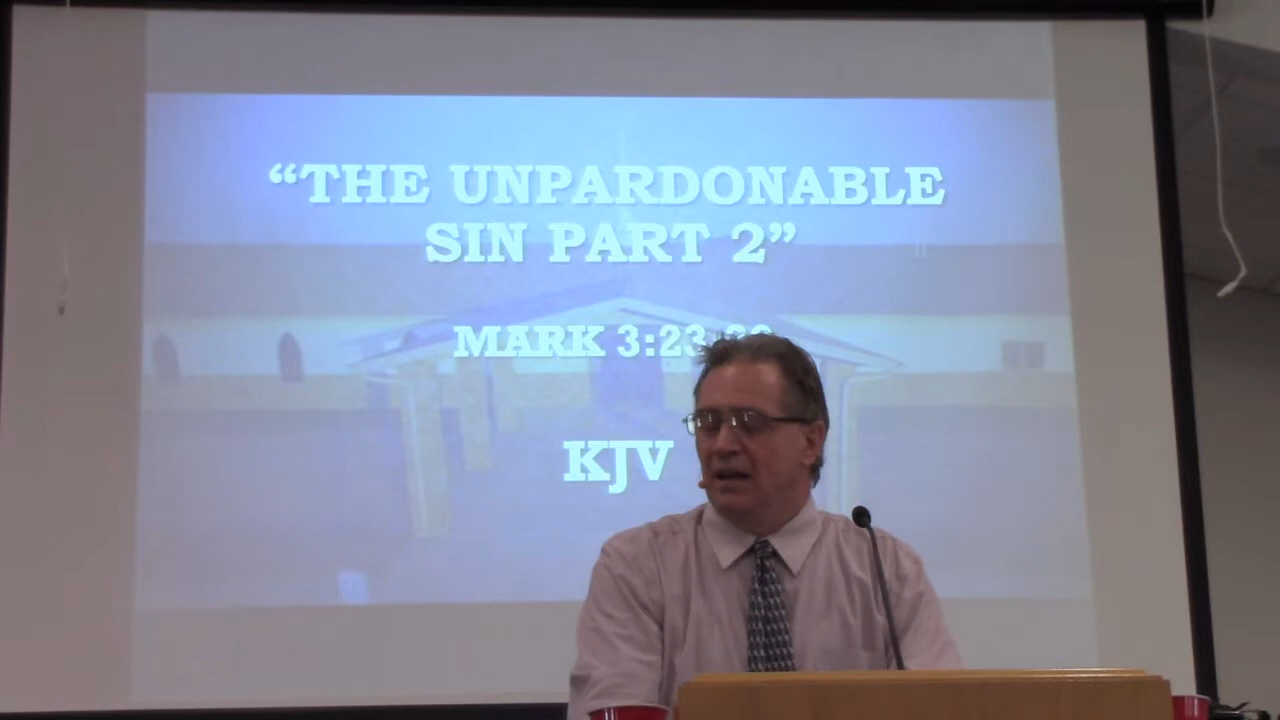 “THE UNPARDONABLE
SIN PART 2”
MARK 3:23
KJV